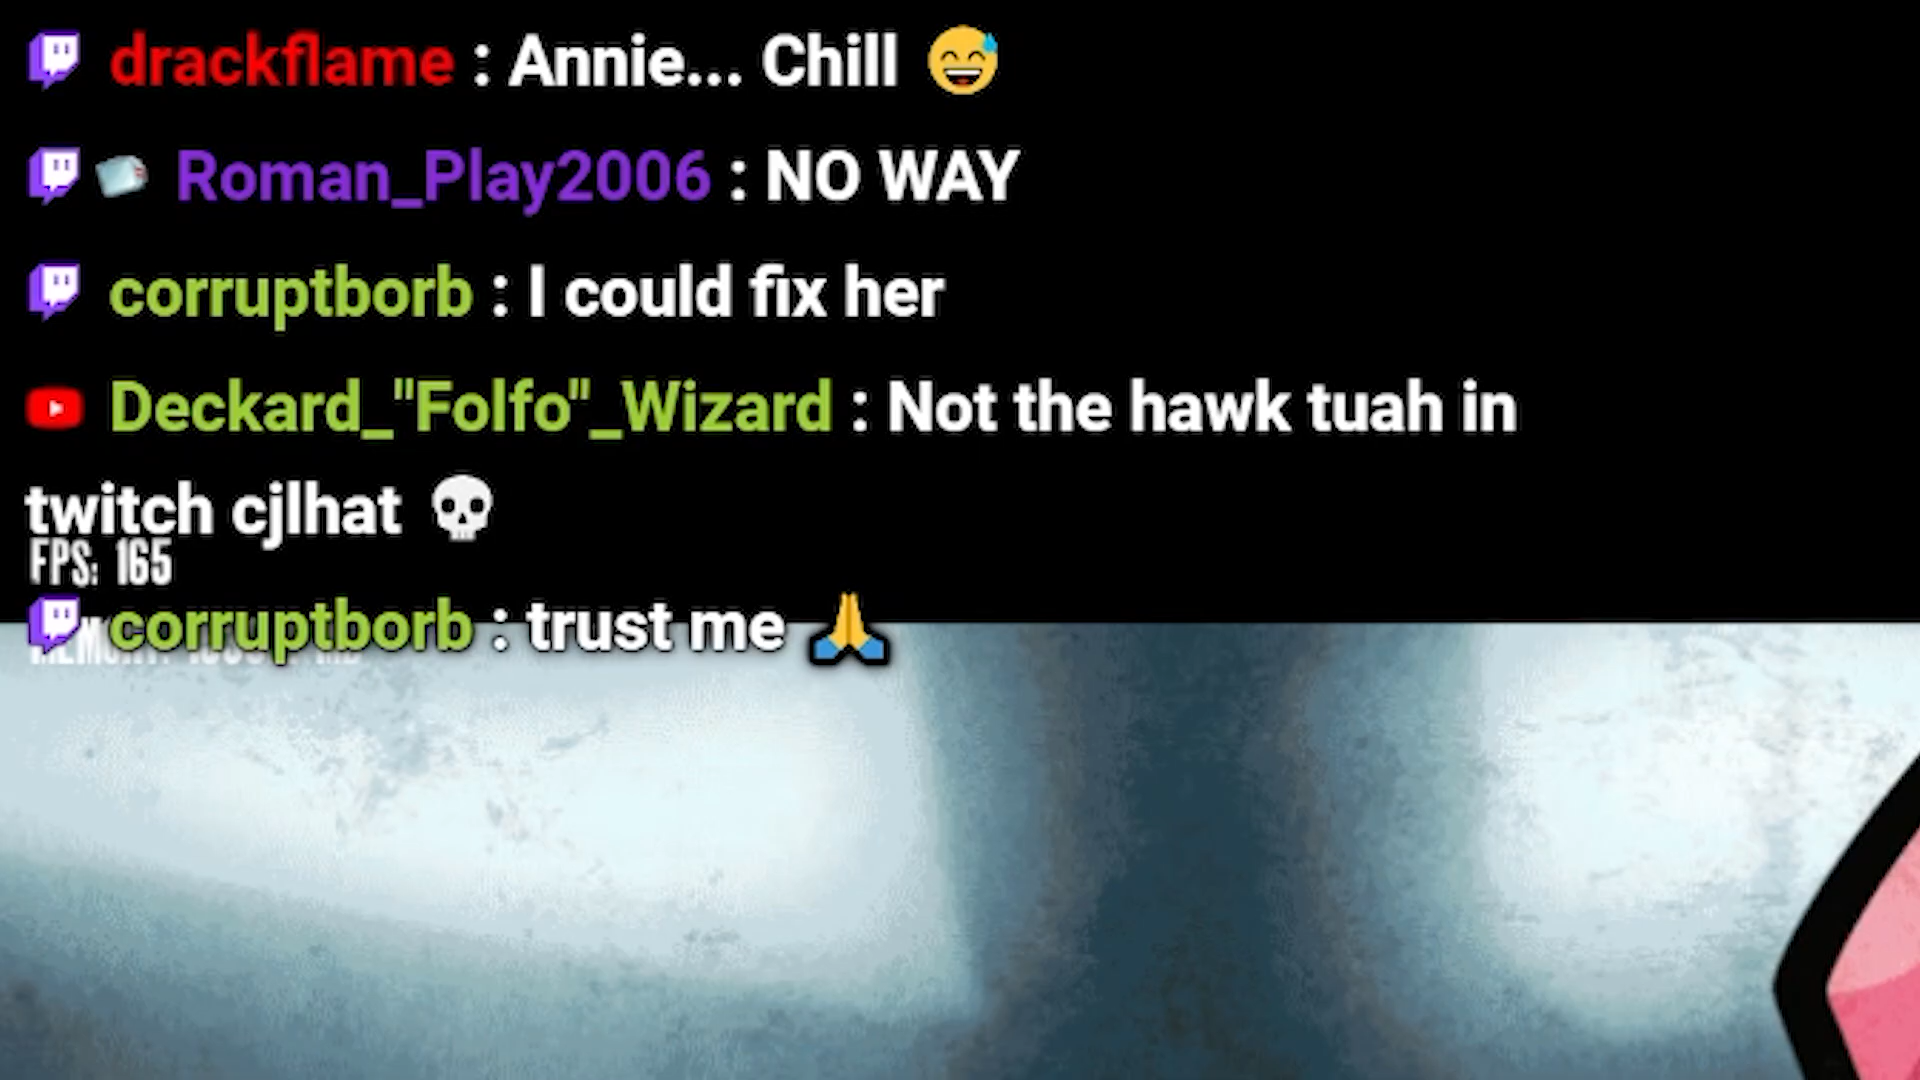 drackflame : Annie... Chill 😅
Roman_Play2006 : NO WAY
corruptborb : I could fix her
Deckard_"Folfo"_Wizard : Not the hawk tuah in
twitch cjlhat 💀
FPS: 165
corruptborb : trust me 🙏